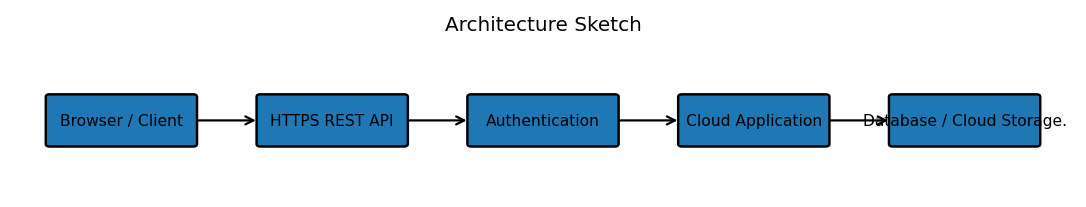 Architecture Sketch
Browser / Client
HTTPS REST API
Authentication
Cloud Application
Database / Cloud Storage.